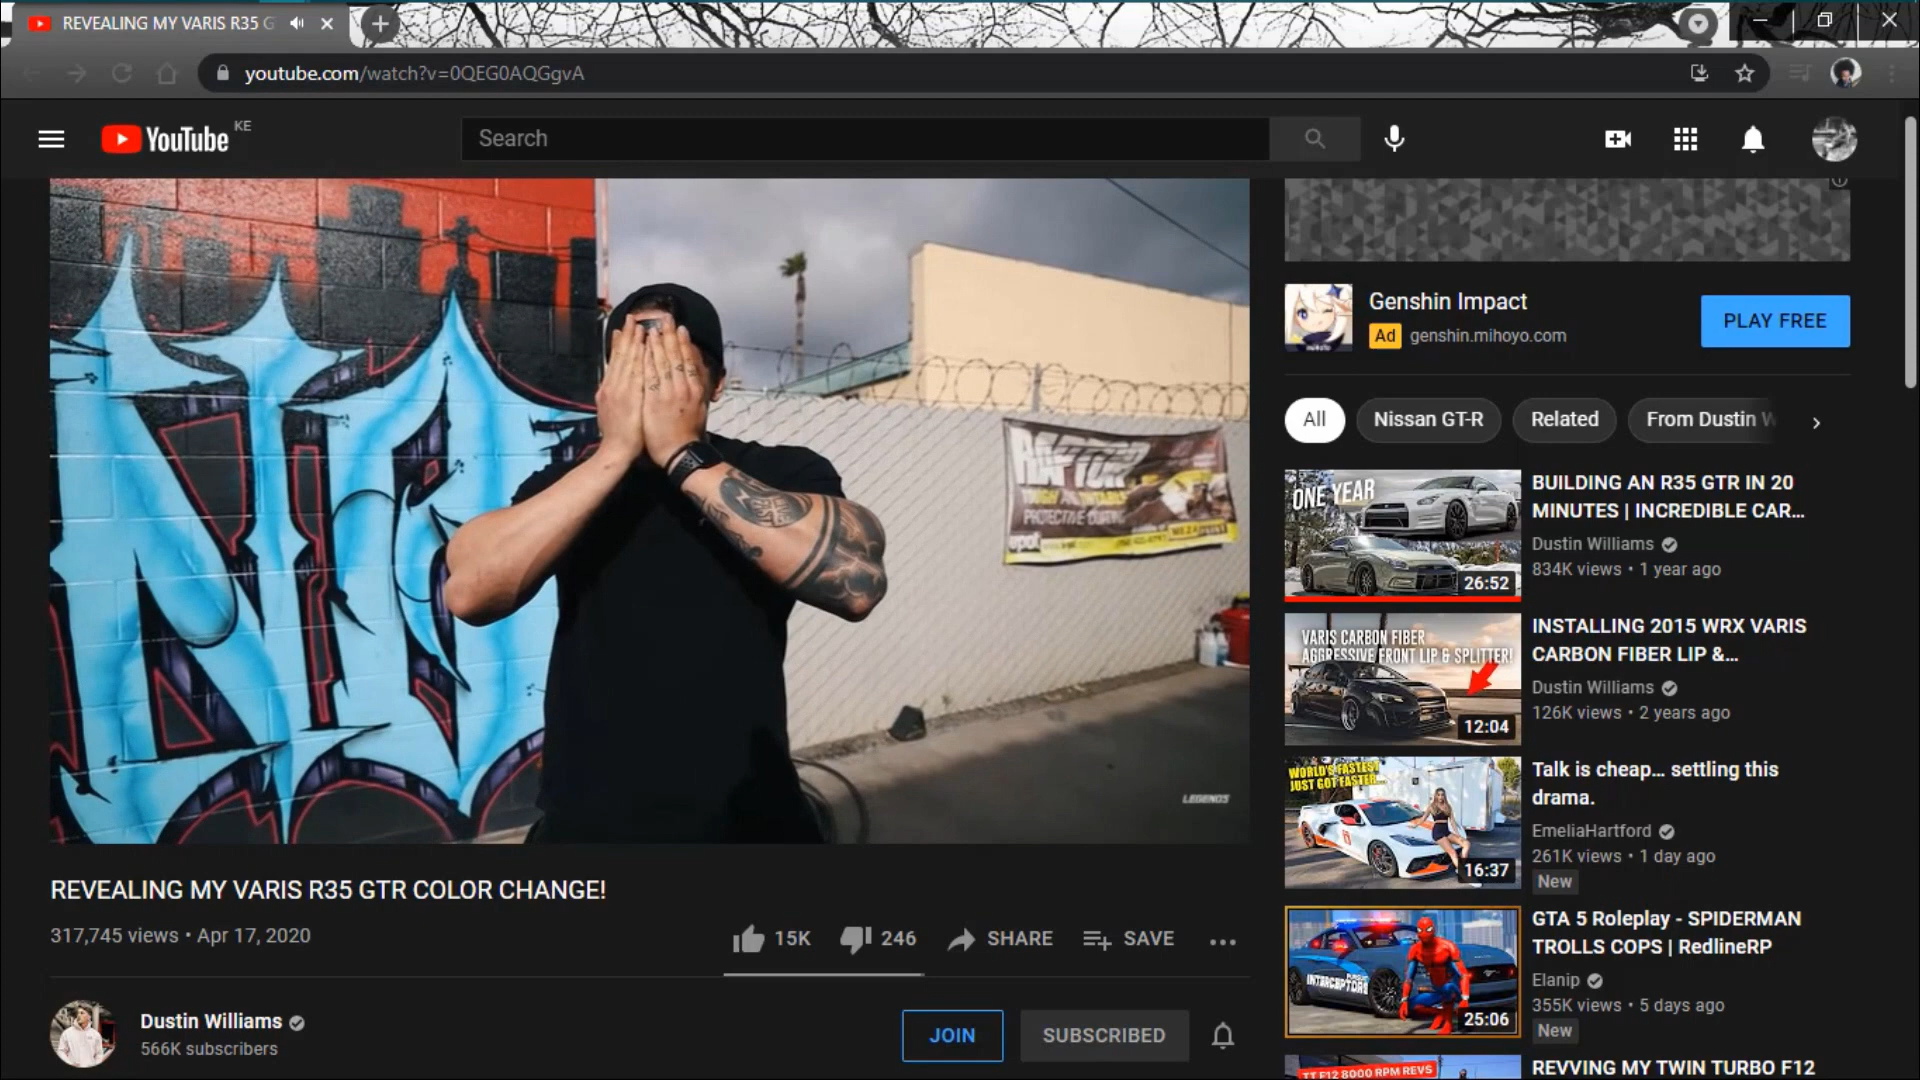 REVEALING MY VARIS R35 G
youtube.com/watch?v=0QEG0AQGgvA
YouTube KE
Search
RAPTOR
TOUGH
PROTECTIVE COATING
LEGENDS
REVEALING MY VARIS R35 GTR COLOR CHANGE!
317,745 views • Apr 17, 2020
15K
246
SHARE
SAVE
Dustin Williams
566K subscribers
JOIN
SUBSCRIBED
Genshin Impact
Ad genshin.mihoyo.com
PLAY FREE
All
Nissan GT-R
Related
From Dustin W
ONE YEAR
26:52
BUILDING AN R35 GTR IN 20
MINUTES | INCREDIBLE CAR...
Dustin Williams
834K views • 1 year ago
VARIS CARBON FIBER
AGGRESSIVE FRONT LIP & SPLITTER!
12:04
INSTALLING 2015 WRX VARIS
CARBON FIBER LIP &...
Dustin Williams
126K views • 2 years ago
WORLD'S FASTEST
JUST GOT FASTER...
16:37
Talk is cheap... settling this
drama.
EmeliaHartford
261K views • 1 day ago
New
INTERCEPTORS
25:06
GTA 5 Roleplay - SPIDERMAN
TROLLS COPS | RedlineRP
Elanip
355K views • 5 days ago
New
TT F12 8000 RPM REVS
REVVING MY TWIN TURBO F12